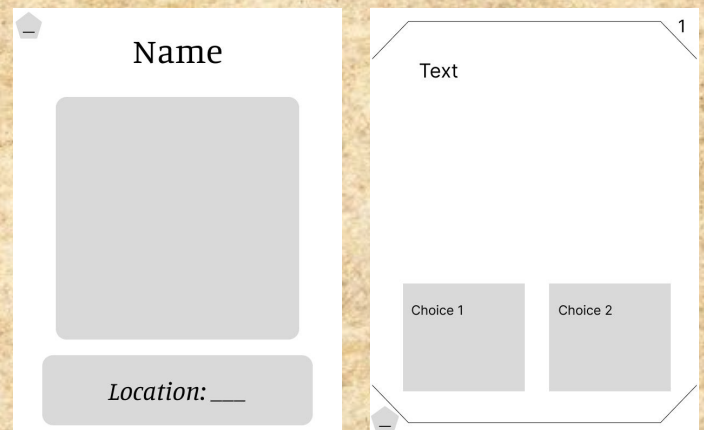 _
Name
Location: ___
1
Text
Choice 1
Choice 2
_